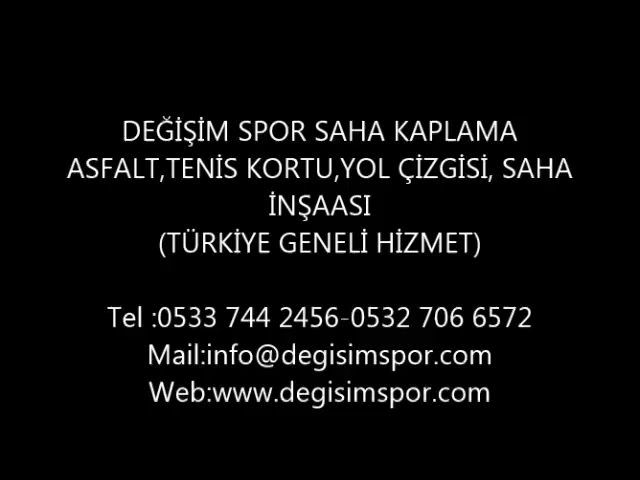 DEĞİŞİM SPOR SAHA KAPLAMA
ASFALT,TENİS KORTU,YOL ÇİZGİSİ, SAHA
İNŞAASI
(TÜRKİYE GENELİ HİZMET)
Tel :0533 744 2456-0532 706 6572
Mail:info@degisimspor.com
Web:www.degisimspor.com